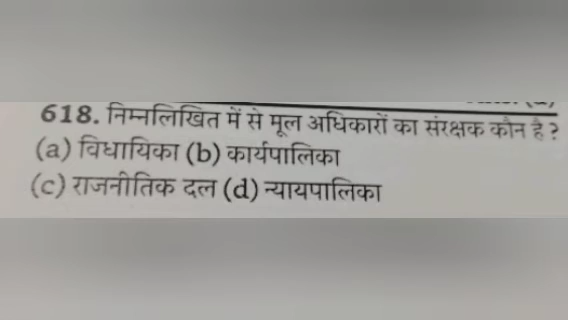 618. निम्नलिखित में से मूल अधिकारों का संरक्षक कौन है ?
(a) विधायिका (b) कार्यपालिका
(c) राजनीतिक दल (d) न्यायपालिका